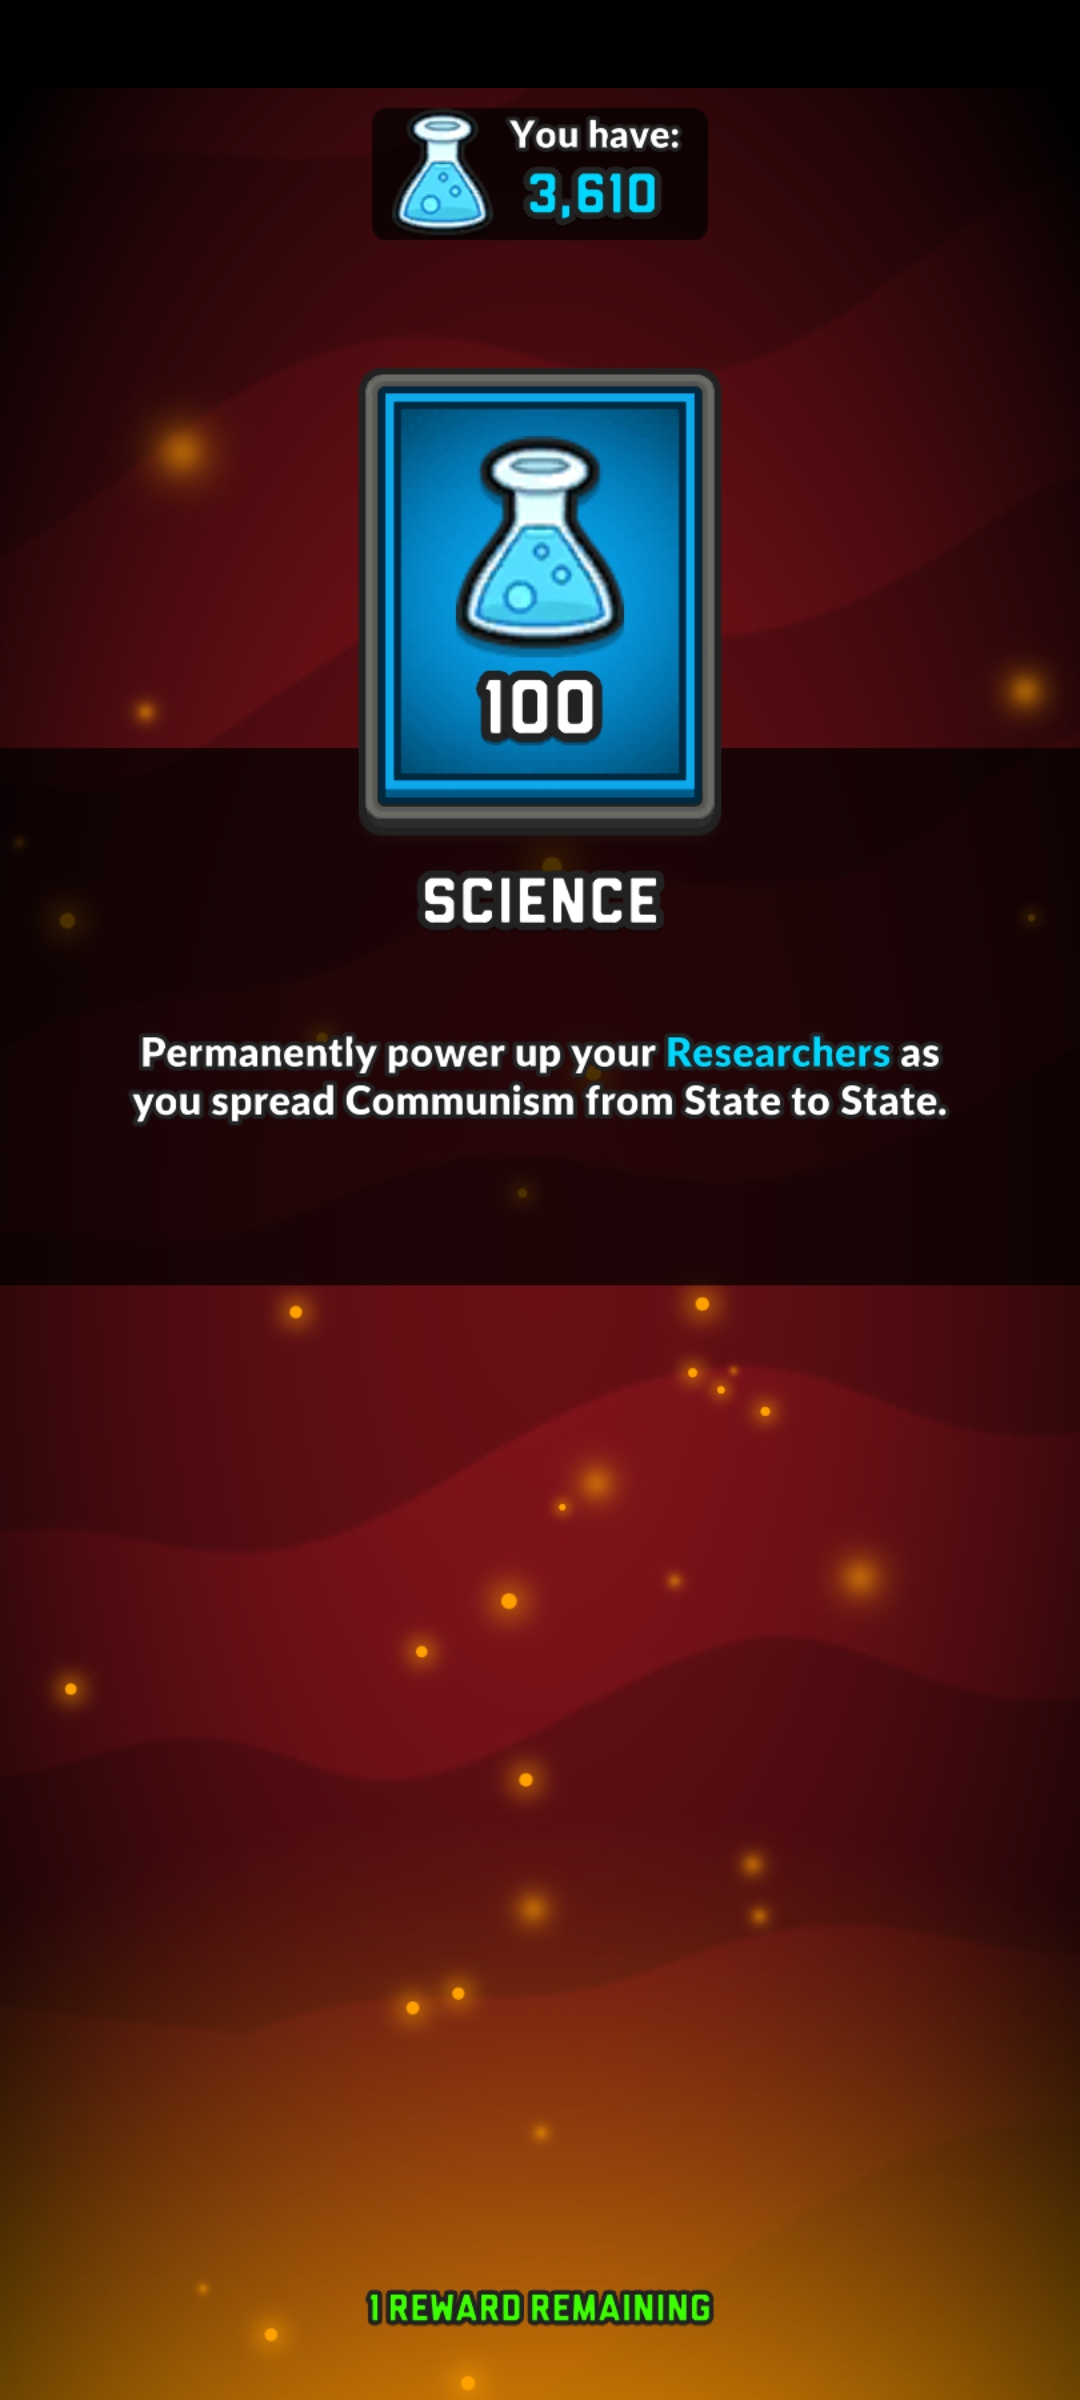 You have:
3,610
100
SCIENCE
Permanently power up your Researchers as
you spread Communism from State to State.
1 REWARD REMAINING